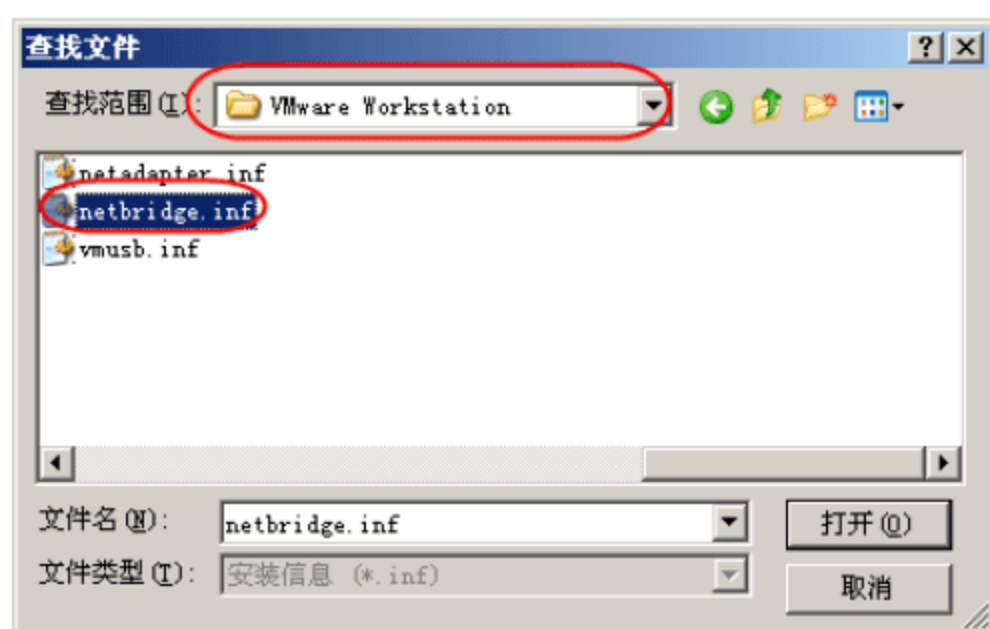 查找文件
查找范围(I): VMware Workstation
netadapter.inf
netbridge.inf
vmusb.inf
文件名(N): netbridge.inf 打开(O)
文件类型(T): 安装信息 (*.inf) 取消